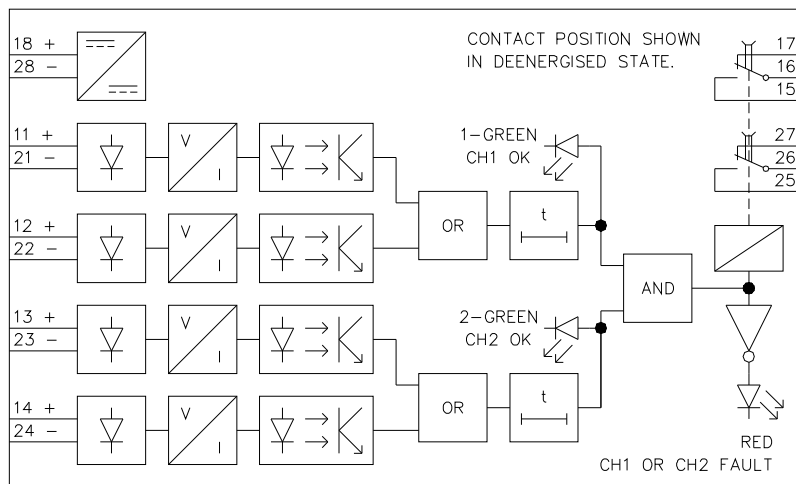 18 +
28 −
CONTACT POSITION SHOWN
IN DEENERGISED STATE.
17
16
15
11 +
21 −
V
I
1−GREEN
CH1 OK
27
26
25
12 +
22 −
V
I
OR
t
AND
13 +
23 −
V
I
2−GREEN
CH2 OK
14 +
24 −
V
I
OR
t
RED
CH1 OR CH2 FAULT